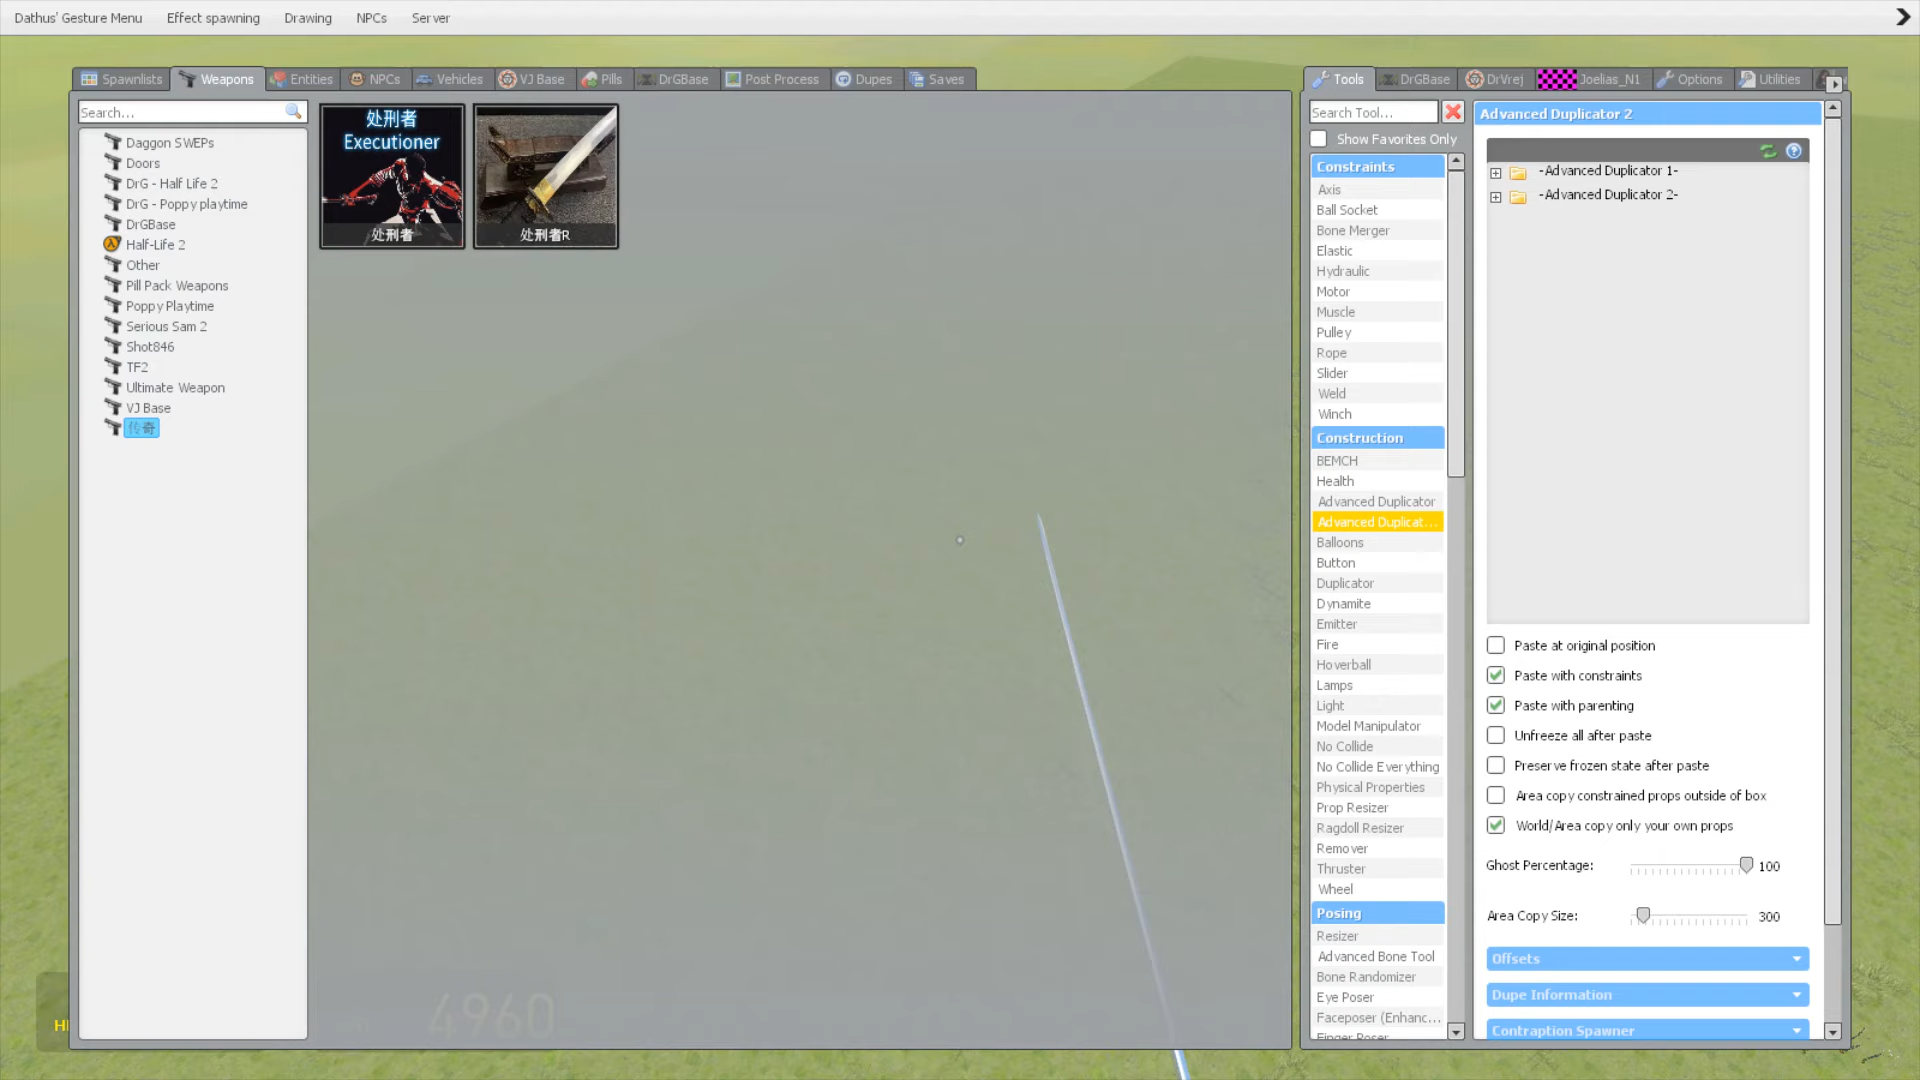 Dathus' Gesture Menu Effect spawning Drawing NPCs Server
Spawnlists Weapons Entities NPCs Vehicles VJ Base Pills DrGBase Post Process Dupes Saves
Search...
Daggon SWEPs
Doors
DrG - Half Life 2
DrG - Poppy playtime
DrGBase
Half-Life 2
Other
Pill Pack Weapons
Poppy Playtime
Serious Sam 2
Shot846
TF2
Ultimate Weapon
VJ Base
传奇
处刑者
Executioner
处刑者
处刑者R
4960
Tools DrGBase DrVrej Joelias_N1 Options Utilities
Search Tool...
Show Favorites Only
Constraints
Axis
Ball Socket
Bone Merger
Elastic
Hydraulic
Motor
Muscle
Pulley
Rope
Slider
Weld
Winch
Construction
BEMCH
Health
Advanced Duplicator
Advanced Duplicat...
Balloons
Button
Duplicator
Dynamite
Emitter
Fire
Hoverball
Lamps
Light
Model Manipulator
No Collide
No Collide Everything
Physical Properties
Prop Resizer
Ragdoll Resizer
Remover
Thruster
Wheel
Posing
Resizer
Advanced Bone Tool
Bone Randomizer
Eye Poser
Faceposer (Enhanc...
Finger Poser
Advanced Duplicator 2
-Advanced Duplicator 1-
-Advanced Duplicator 2-
Paste at original position
Paste with constraints
Paste with parenting
Unfreeze all after paste
Preserve frozen state after paste
Area copy constrained props outside of box
World/Area copy only your own props
Ghost Percentage: 100
Area Copy Size: 300
Offsets
Dupe Information
Contraption Spawner